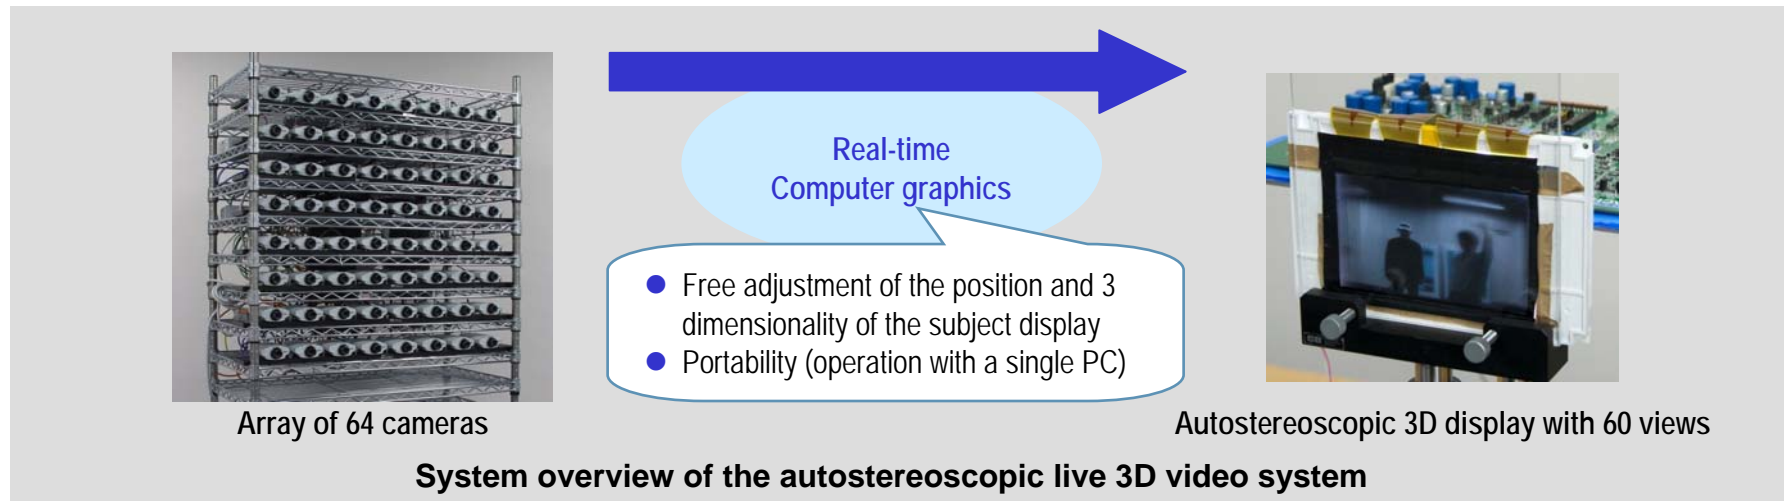 Real-time
Computer graphics
● Free adjustment of the position and 3
dimensionality of the subject display
● Portability (operation with a single PC)
Array of 64 cameras
Autostereoscopic 3D display with 60 views
System overview of the autostereoscopic live 3D video system